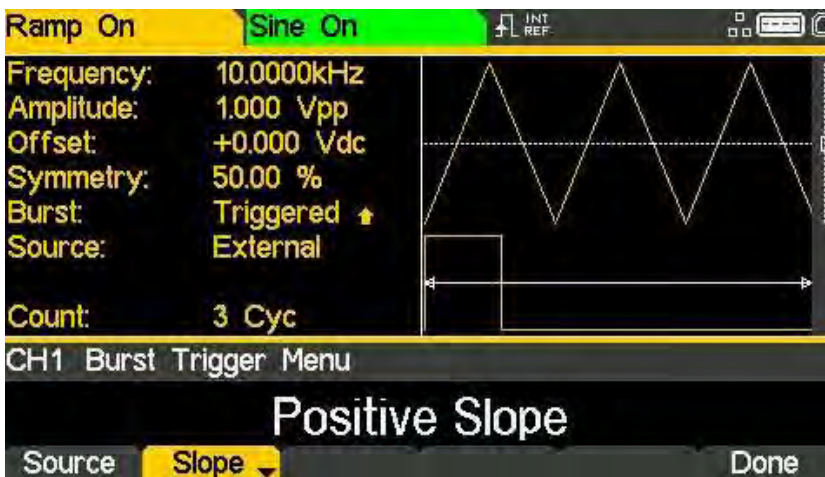 Ramp On Sine On INT REF
Frequency: 10.0000kHz
Amplitude: 1.000 Vpp
Offset: +0.000 Vdc
Symmetry: 50.00 %
Burst: Triggered
Source: External
Count: 3 Cyc
CH1 Burst Trigger Menu
Positive Slope
Source Slope Done